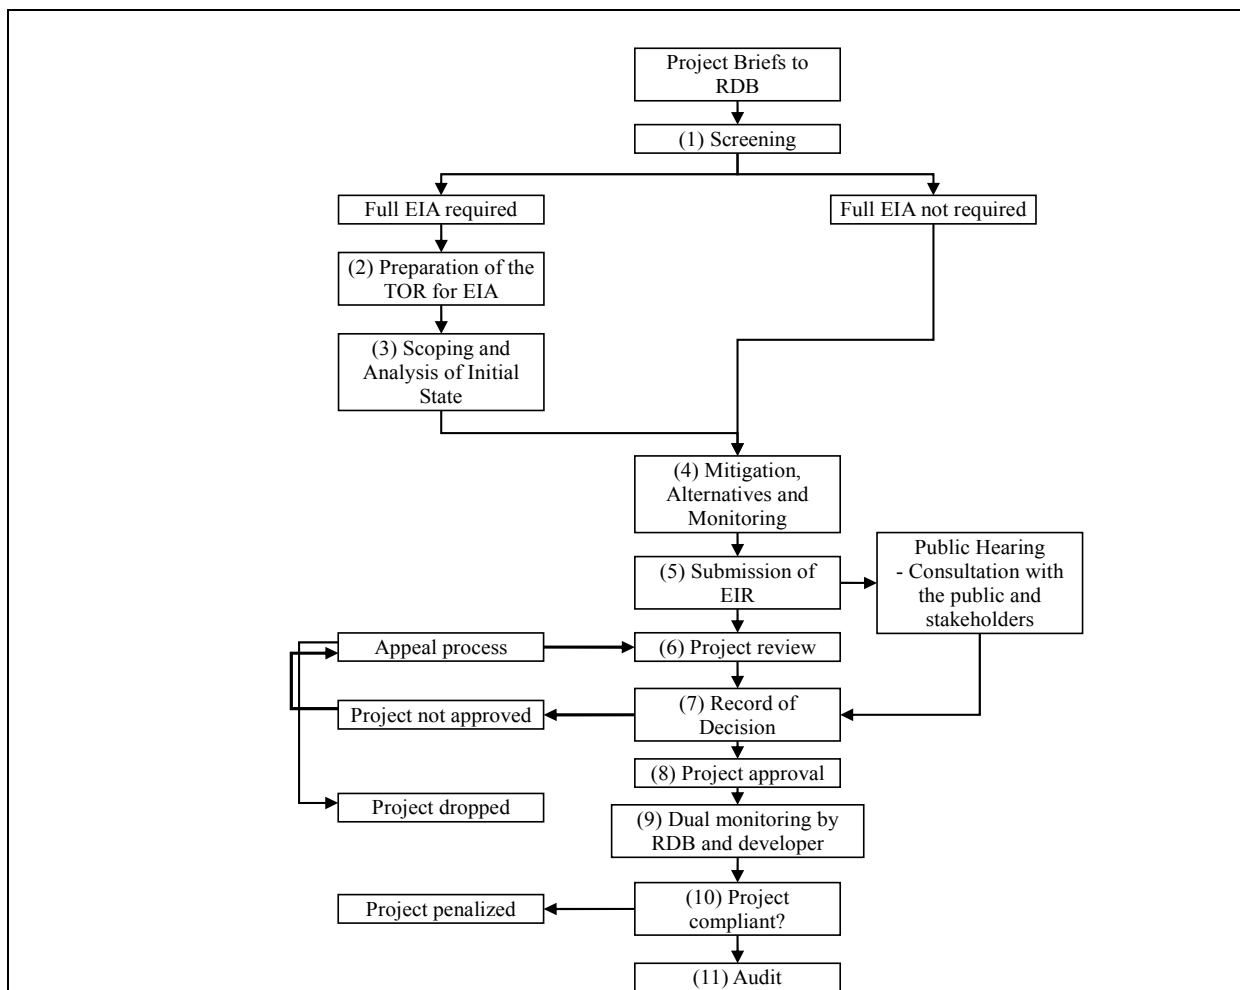 Project Briefs to
RDB
(1) Screening
Full EIA required
Full EIA not required
(2) Preparation of the
TOR for EIA
(3) Scoping and
Analysis of Initial
State
(4) Mitigation,
Alternatives and
Monitoring
(5) Submission of
EIR
Public Hearing
- Consultation with
the public and
stakeholders
Appeal process
(6) Project review
Project not approved
(7) Record of
Decision
(8) Project approval
Project dropped
(9) Dual monitoring by
RDB and developer
Project penalized
(10) Project
compliant?
(11) Audit